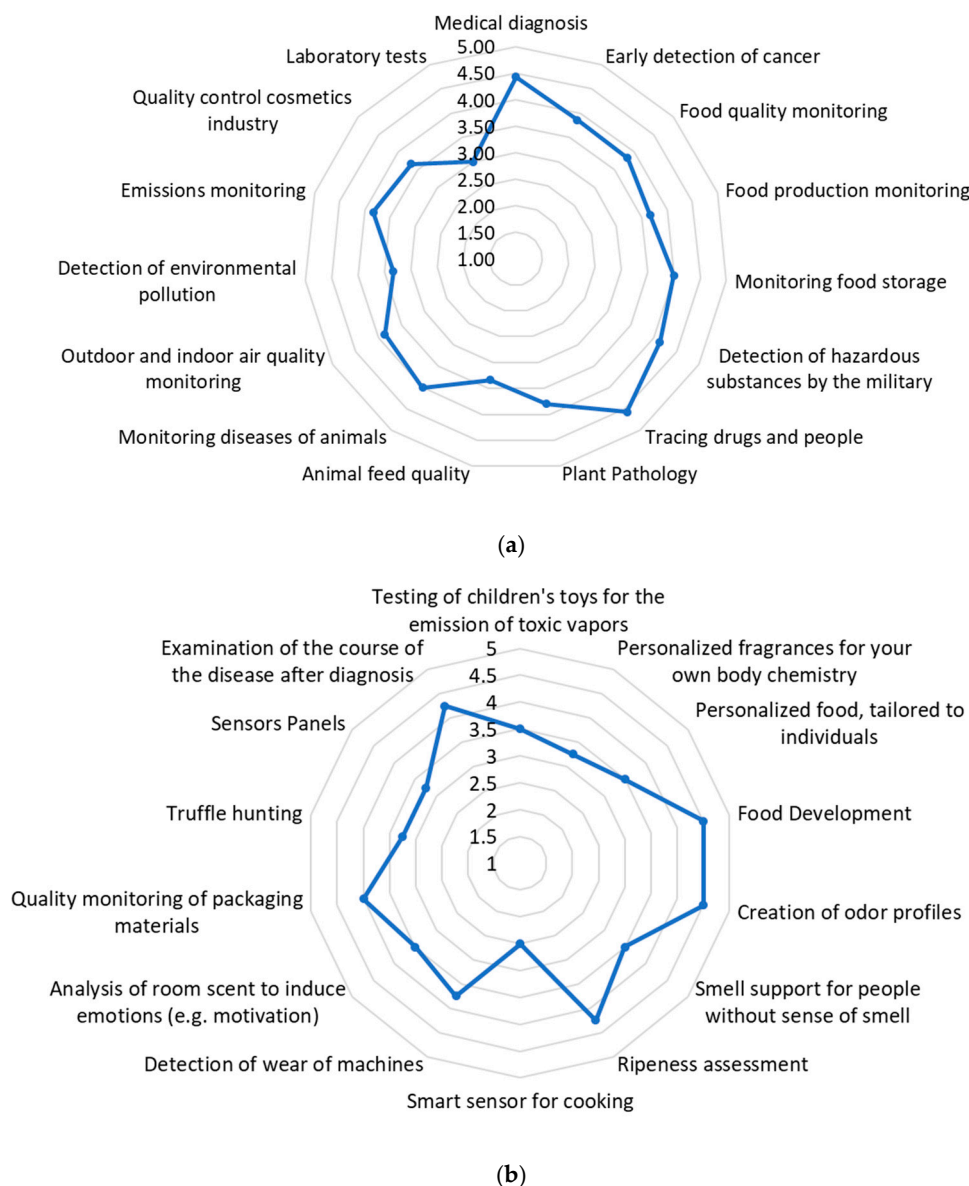 Medical diagnosis
5.00
4.50
4.00
3.50
3.00
2.50
2.00
1.50
1.00
Early detection of cancer
Food quality monitoring
Food production monitoring
Monitoring food storage
Detection of hazardous
substances by the military
Tracing drugs and people
Plant Pathology
Animal feed quality
Monitoring diseases of animals
Outdoor and indoor air quality
monitoring
Detection of environmental
pollution
Emissions monitoring
Quality control cosmetics
industry
Laboratory tests
(a)
Testing of children's toys for the
emission of toxic vapors
5
4.5
4
3.5
3
2.5
2
1.5
1
Personalized fragrances for your
own body chemistry
Personalized food, tailored to
individuals
Food Development
Creation of odor profiles
Smell support for people
without sense of smell
Ripeness assessment
Smart sensor for cooking
Detection of wear of machines
Analysis of room scent to induce
emotions (e.g. motivation)
Quality monitoring of packaging
materials
Truffle hunting
Sensors Panels
Examination of the course of
the disease after diagnosis
(b)